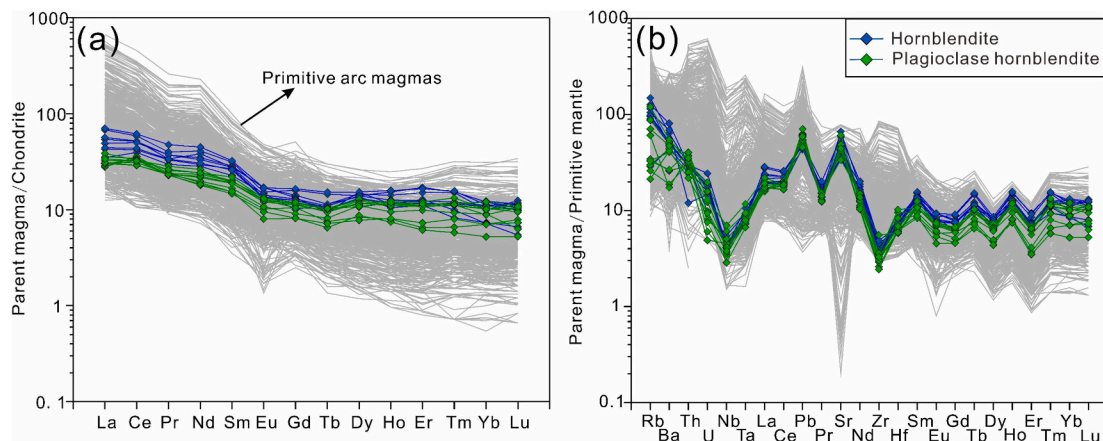 (a)
Parent magma/Chondrite
1000
100
10
1
0.1
Primitive arc magmas
La Ce Pr Nd Sm Eu Gd Tb Dy Ho Er Tm Yb Lu
(b)
Parent magma/Primitive mantle
1000
100
10
1
0.1
Hornblendite
Plagioclase hornblendite
Rb Th Nb La Pb Sr Zr Sm Gd Dy Er Yb
Ba U Ta Ce Pr Nd Hf Eu Tb Ho Tm Lu